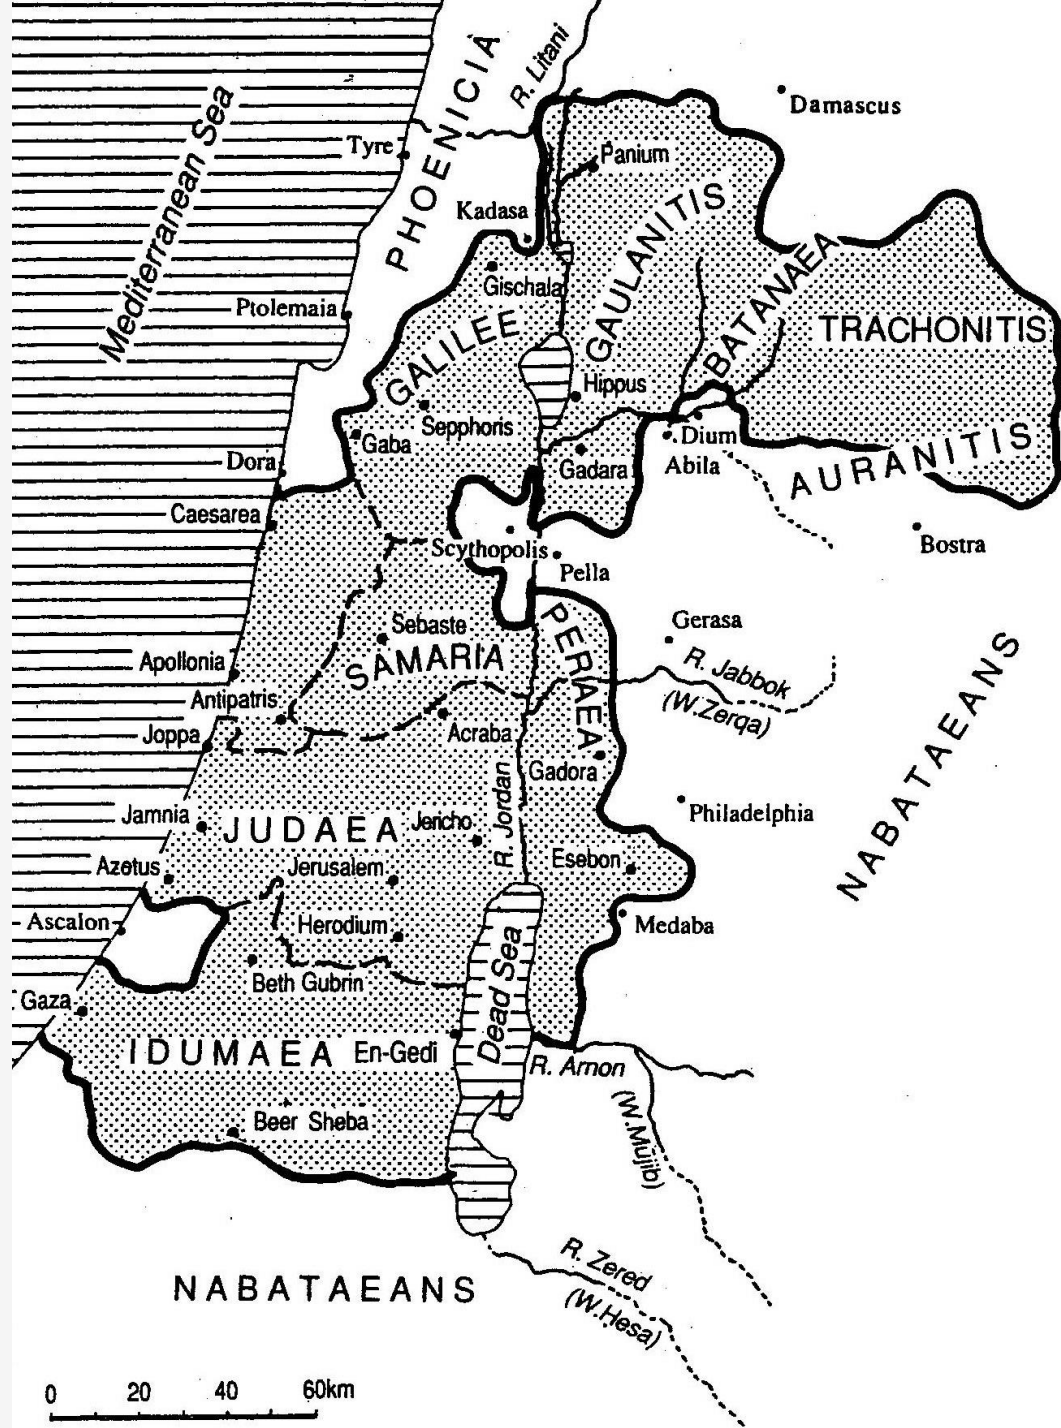 PHOENICIA
R. Litani
Damascus
Mediterranean Sea
Tyre
Panium
Kadasa
GAULANITIS
Gischala
BATANAEA
Ptolemaia
GALILEE
TRACHONITIS
Hippus
Sepphoris
Gaba
Dium
Dora
Gadara
Abila
AURANITIS
Caesarea
Scythopolis
Bostra
Pella
Sebaste
PERAEA
Gerasa
SAMARIA
R. Jabbok
(W.Zerqa)
Apollonia
Antipatris
Joppa
Acraba
NABATAEANS
Gadora
R. Jordan
Jamnia
JUDAEA
Jericho
Philadelphia
Azotus
Jerusalem
Esebon
Ascalon
Herodium
Medaba
Beth Gubrin
Dead Sea
Gaza
IDUMAEA
En-Gedi
R. Arnon
Beer Sheba
(W.Mujib)
R. Zered
(W.Hesa)
NABATAEANS
0 20 40 60km